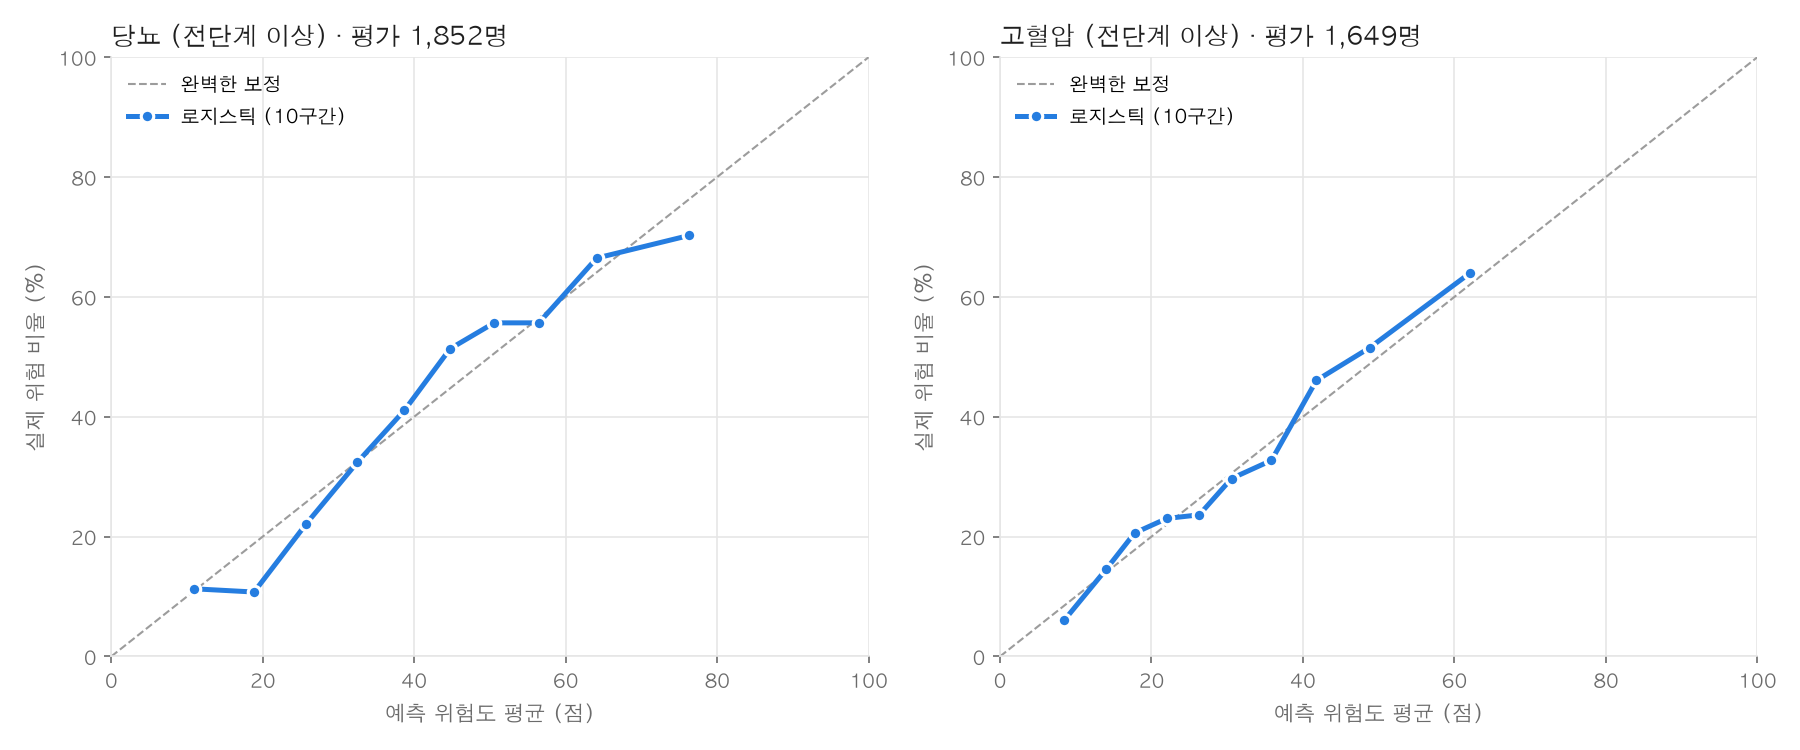 당뇨 (전단계 이상) · 평가 1,852명
완벽한 보정
로지스틱 (10구간)
100
80
60
40
20
0
실제 위험 비율 (%)
0 20 40 60 80 100
예측 위험도 평균 (점)
고혈압 (전단계 이상) · 평가 1,649명
완벽한 보정
로지스틱 (10구간)
100
80
60
40
20
0
실제 위험 비율 (%)
0 20 40 60 80 100
예측 위험도 평균 (점)